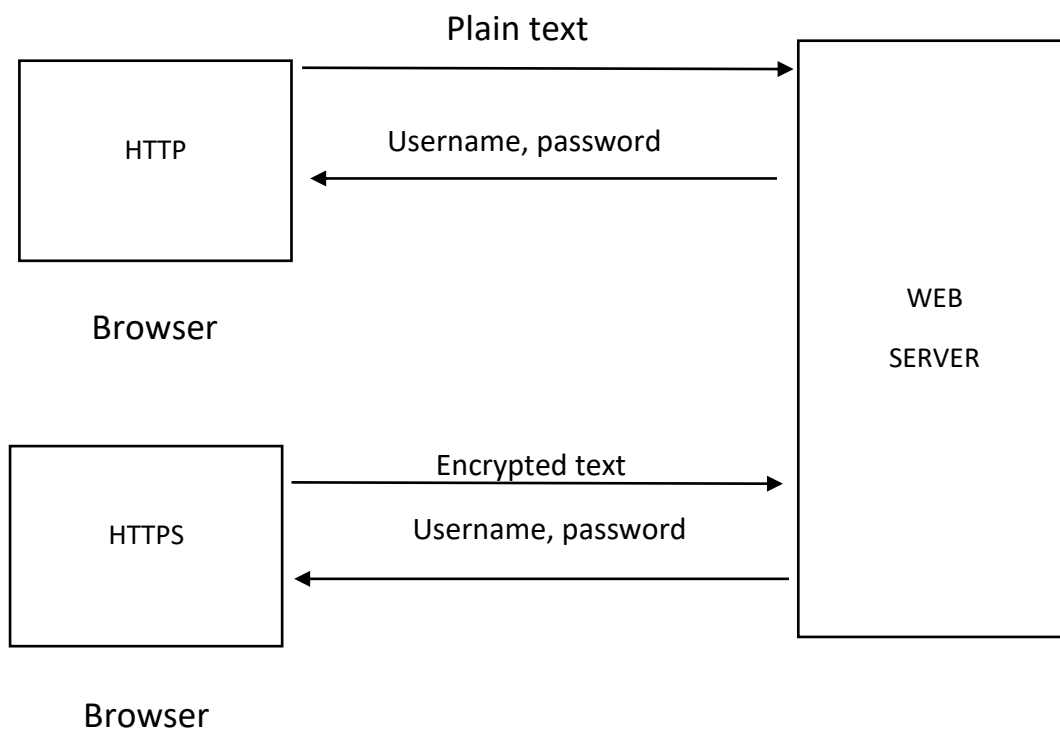 Plain text
HTTP
Username, password
Browser
WEB
SERVER
Encrypted text
HTTPS
Username, password
Browser